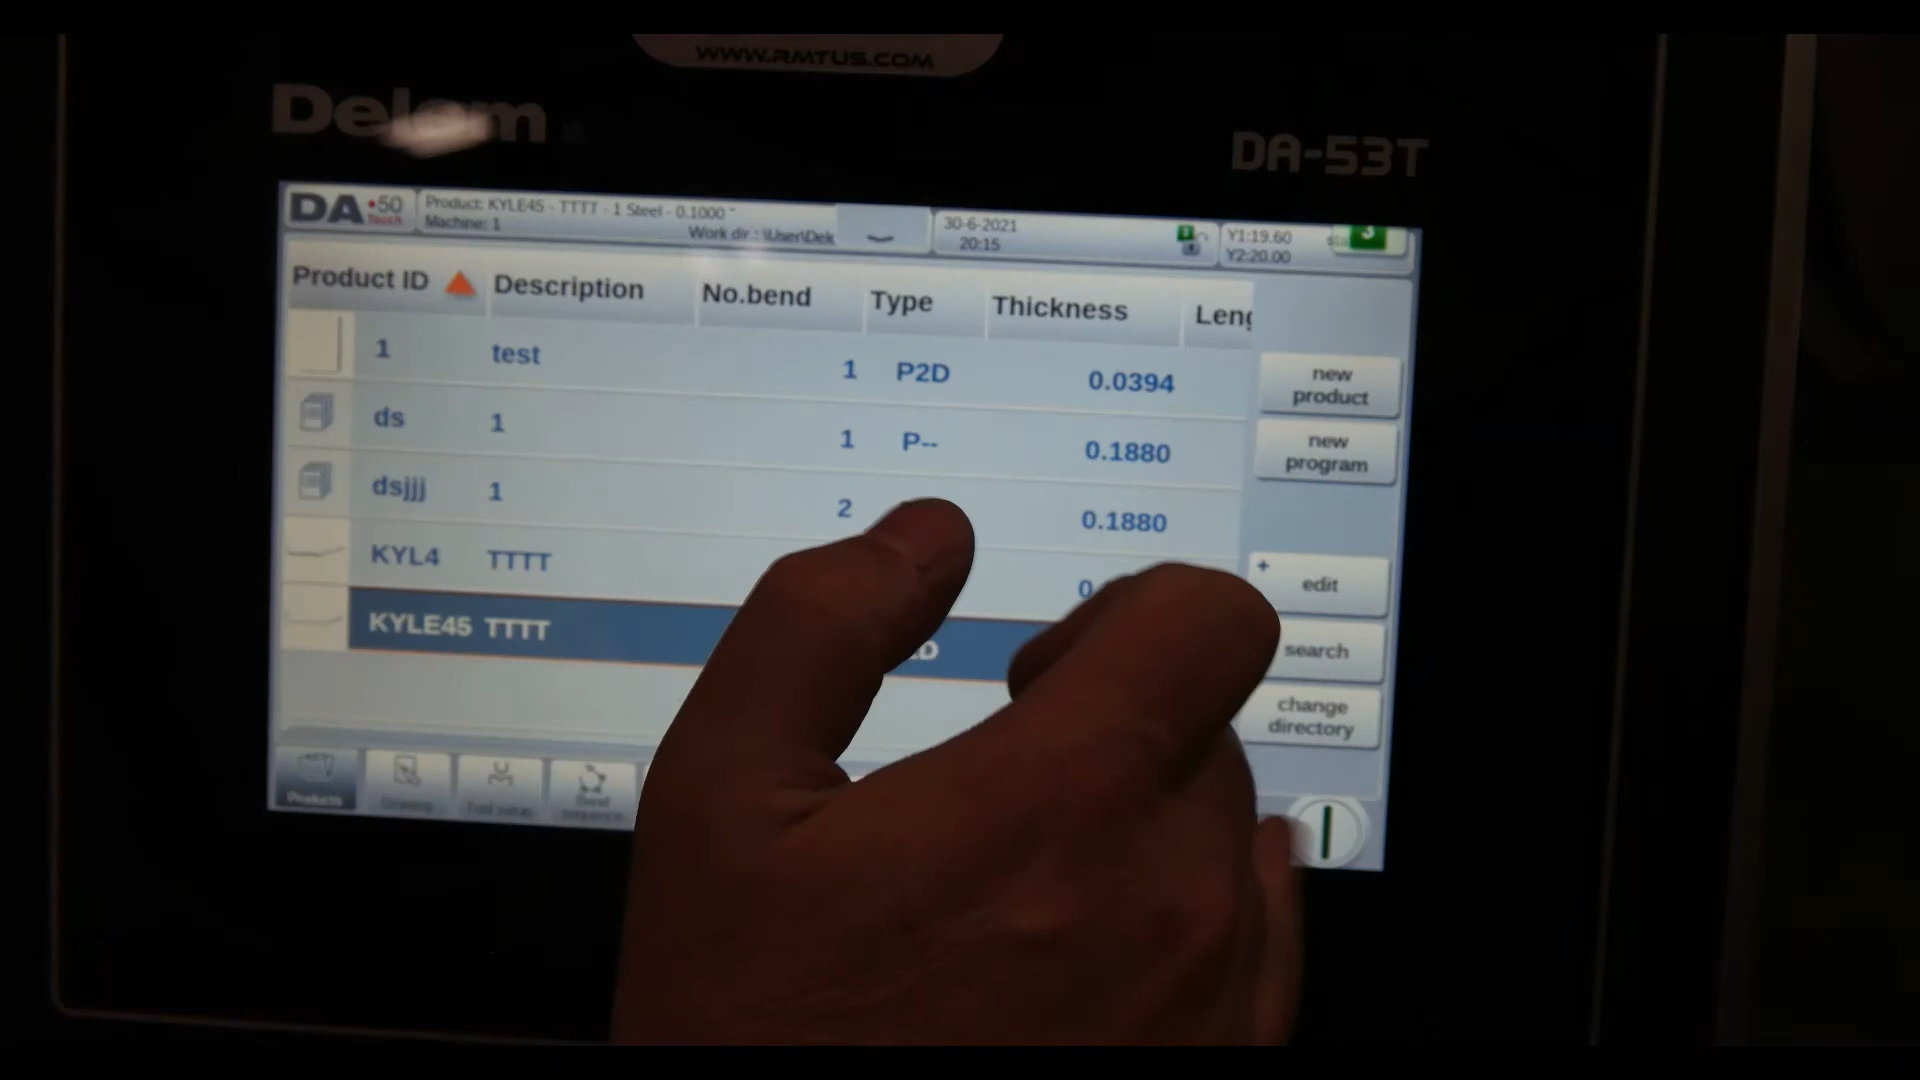 WWW.RMTUS.COM
Delem
DA-53T
DA •50 Touch
Product: KYLE45 - TTTT - 1 Steel - 0.1000 "
Machine: 1
Work dir.: \User\Dek
30-6-2021
20:15
Y1:19.60
Y2:20.00
Product ID Description No.bend Type Thickness Leng
1 test 1 P2D 0.0394
ds 1 1 P-- 0.1880
dsjjj 1 2 0.1880
KYL4 TTTT
KYLE45 TTTT
new product
new program
+ edit
search
change directory
Products
Drawing
Tool setup
Bend sequence